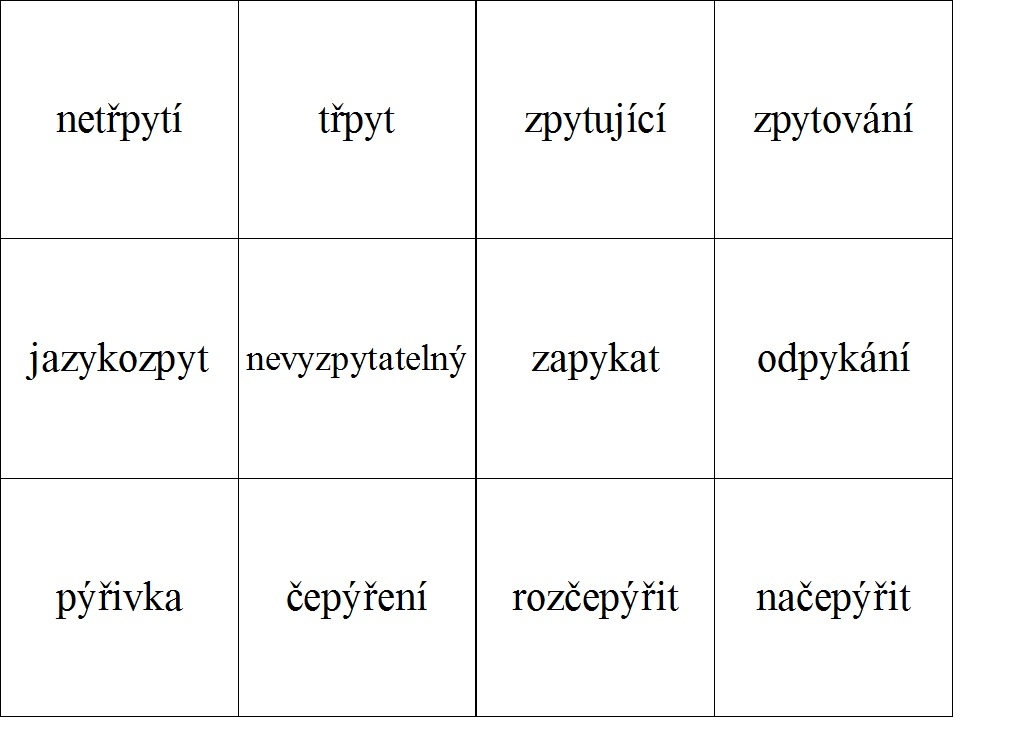 netřpytí třpyt zpytující zpytování
jazykozpyt nevyzpytatelný zapykat odpykání
pýřivka čepýření rozčepýřit načepýřit